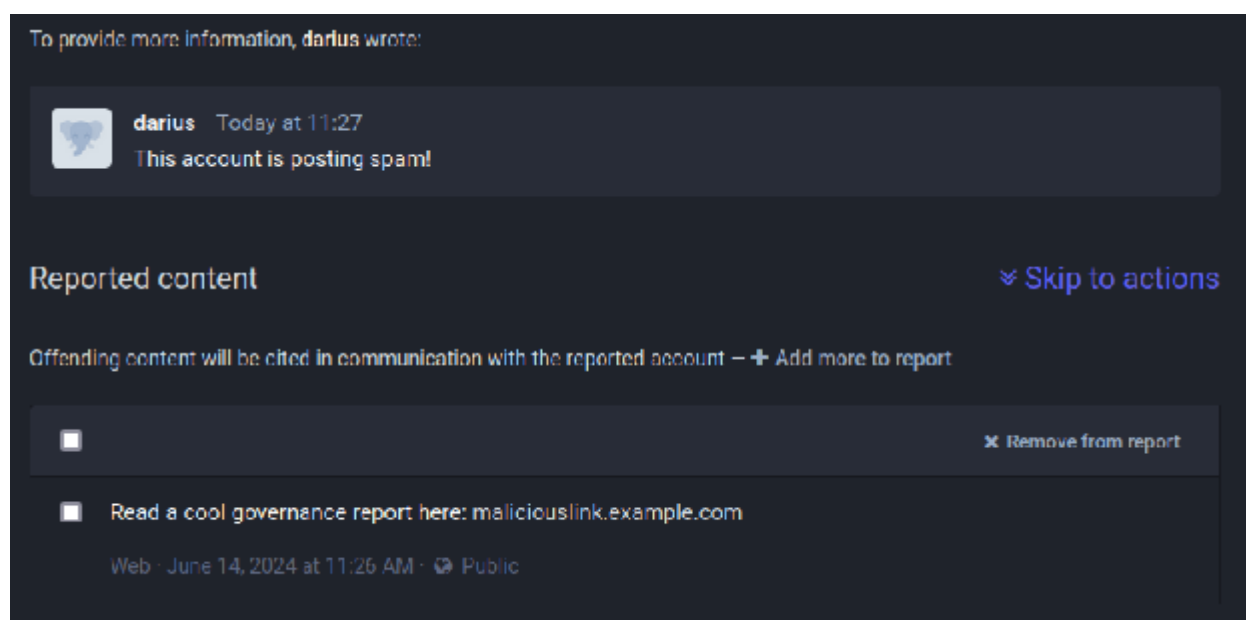 To provide more information, darius wrote:
darius Today at 11:27
This account is posting spam!
Reported content
Skip to actions
Offending content will be cited in communication with the reported account — + Add more to report
✖ Remove from report
Read a cool governance report here: maliciouslink.example.com
Web · June 14, 2024 at 11:26 AM · Public